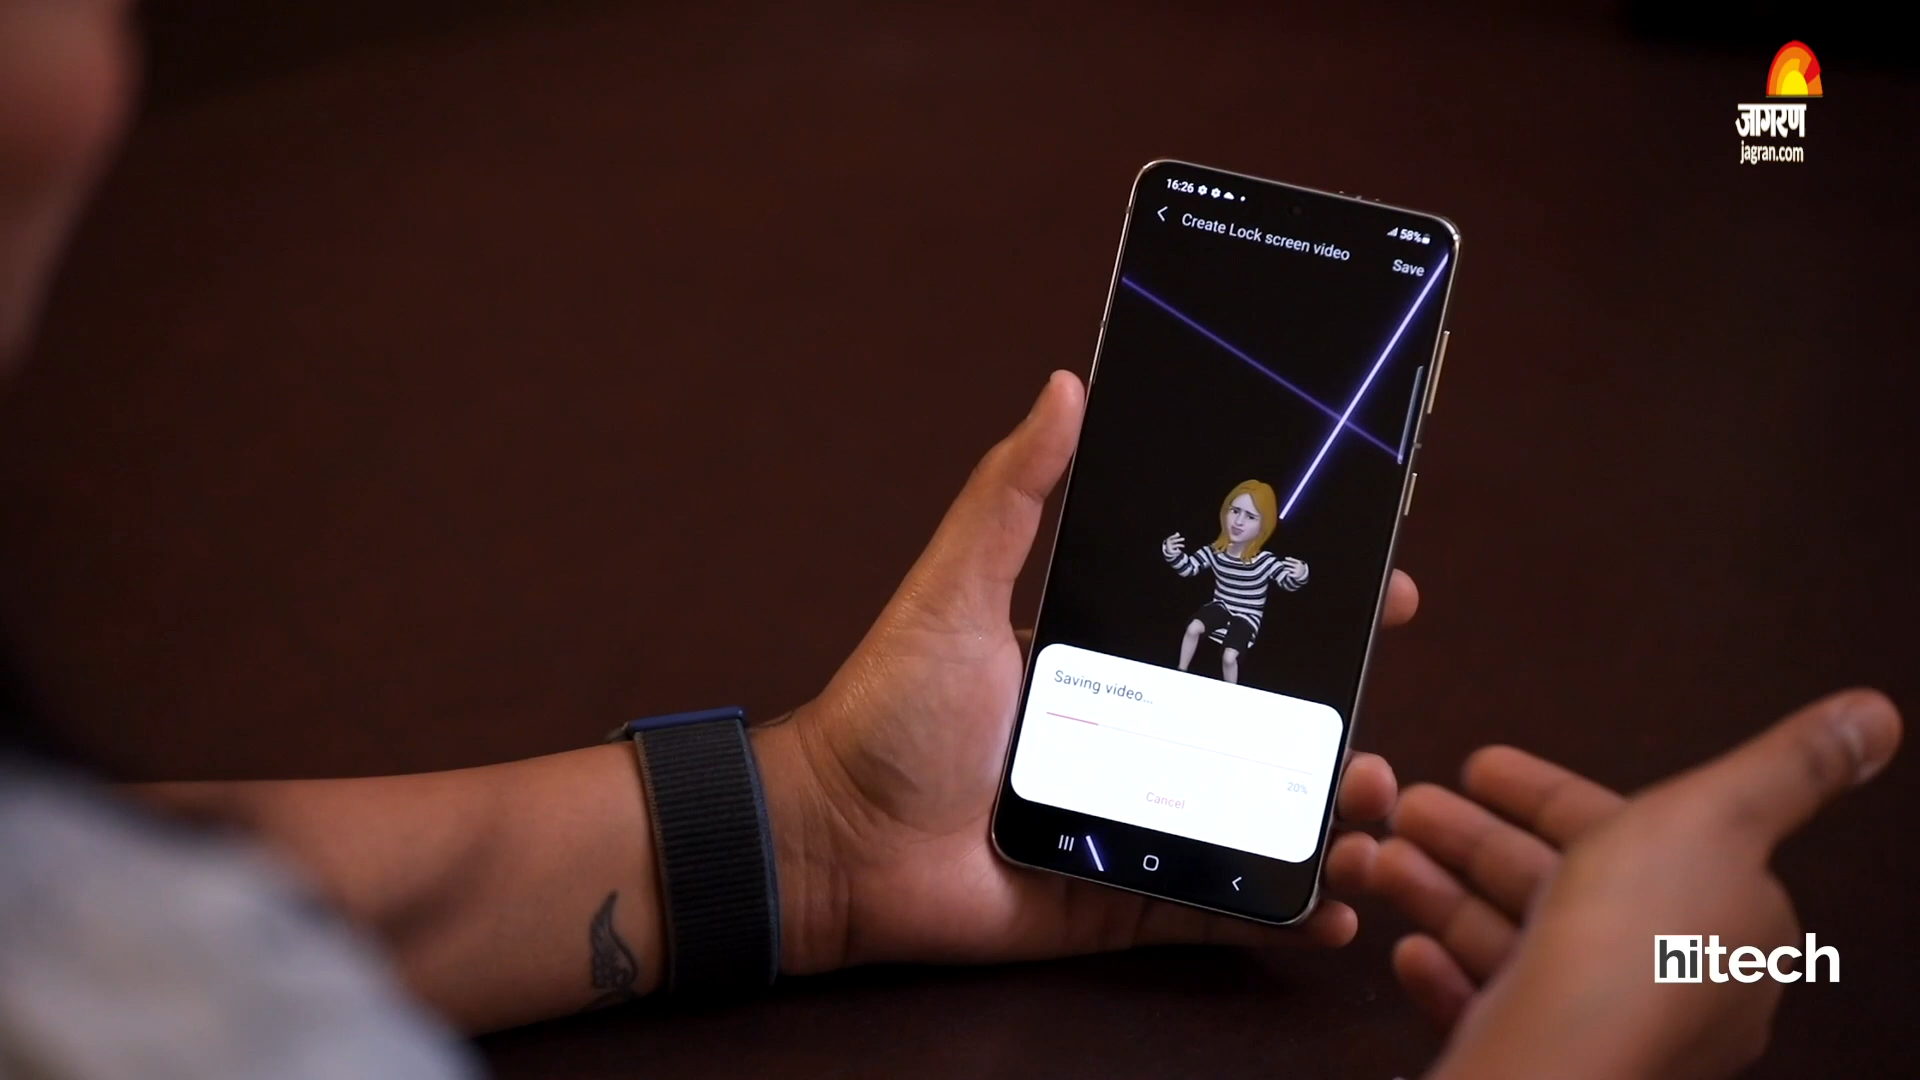 जागरण
jagran.com
16:26
58%
Create Lock screen video
Save
Saving video...
20%
Cancel
hitech